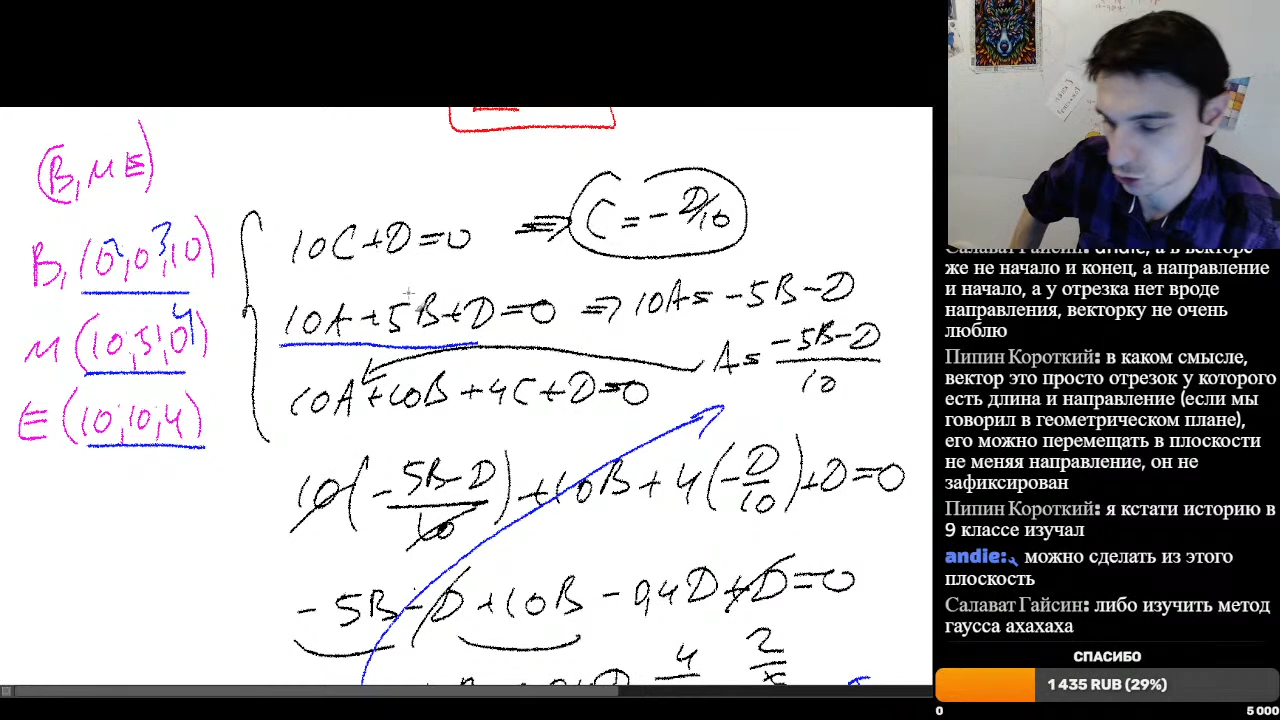 (B, M E)
B, (0; 0; 10)
M (10; 5; 0)
E (10; 10; 4)
10C+D=0 => C = - D/10
10A+5B+D=0 => 10A = -5B-D
A = -5B-D / 10
10A+10B+4C+D=0
10(-5B-D / 10)+10B+4(-D/10)+D=0
-5B-D+10B-0,4D+D=0
4
2
Салават Гайсин: andie, а в векторе
же не начало и конец, а направление
и начало, а у отрезка нет вроде
направления, векторку не очень
люблю
Пипин Короткий: в каком смысле,
вектор это просто отрезок у которого
есть длина и направление (если мы
говорил в геометрическом плане),
его можно перемещать в плоскости
не меняя направление, он не
зафиксирован
Пипин Короткий: я кстати историю в
9 классе изучал
andie: можно сделать из этого
плоскость
Салават Гайсин: либо изучить метод
гаусса ахахаха
СПАСИБО
1 435 RUB (29%)
0 5 000